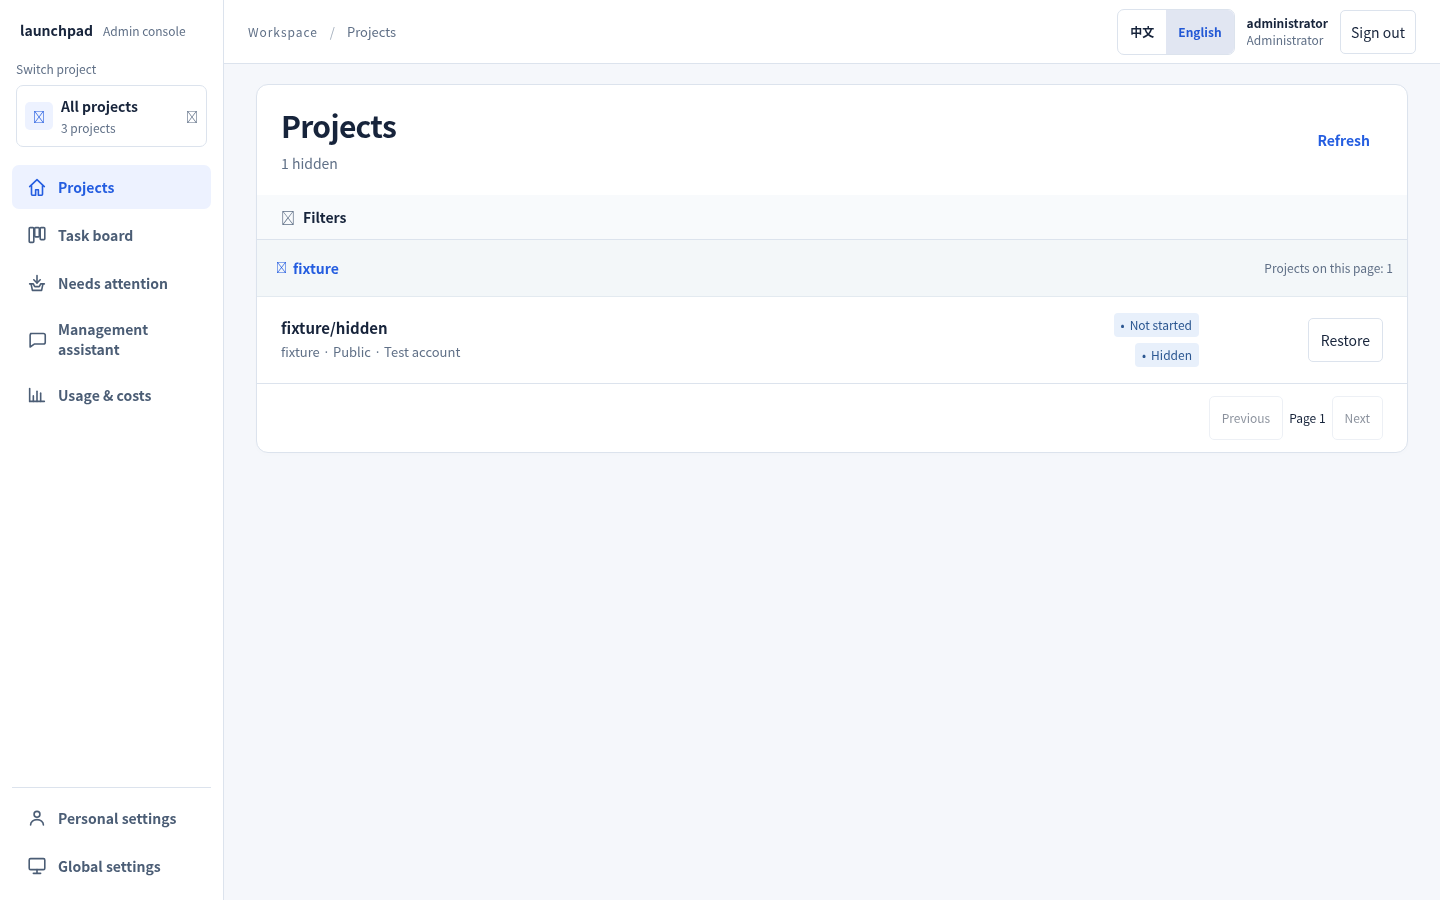 launchpad Admin console
Switch project
All projects
3 projects
Projects
Task board
Needs attention
Management
assistant
Usage & costs
Personal settings
Global settings
Workspace / Projects
中文 English
administrator
Administrator
Sign out
Projects
1 hidden
Refresh
Filters
fixture
Projects on this page: 1
fixture/hidden
fixture · Public · Test account
• Not started
• Hidden
Restore
Previous Page 1 Next